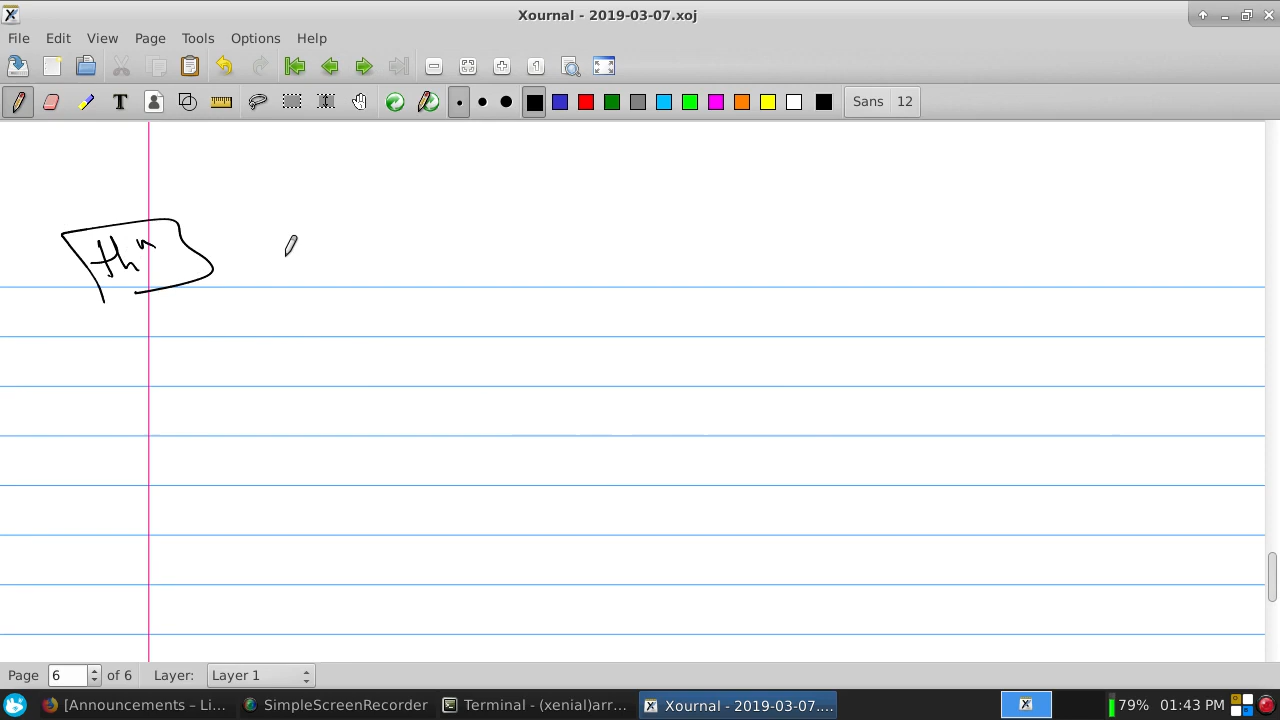 Xournal - 2019-03-07.xoj
File Edit View Page Tools Options Help
Sans 12
th^n
Page 6 of 6 Layer: Layer 1
[Announcements – Li... SimpleScreenRecorder Terminal - (xenial)arr... Xournal - 2019-03-07.... 79% 01:43 PM